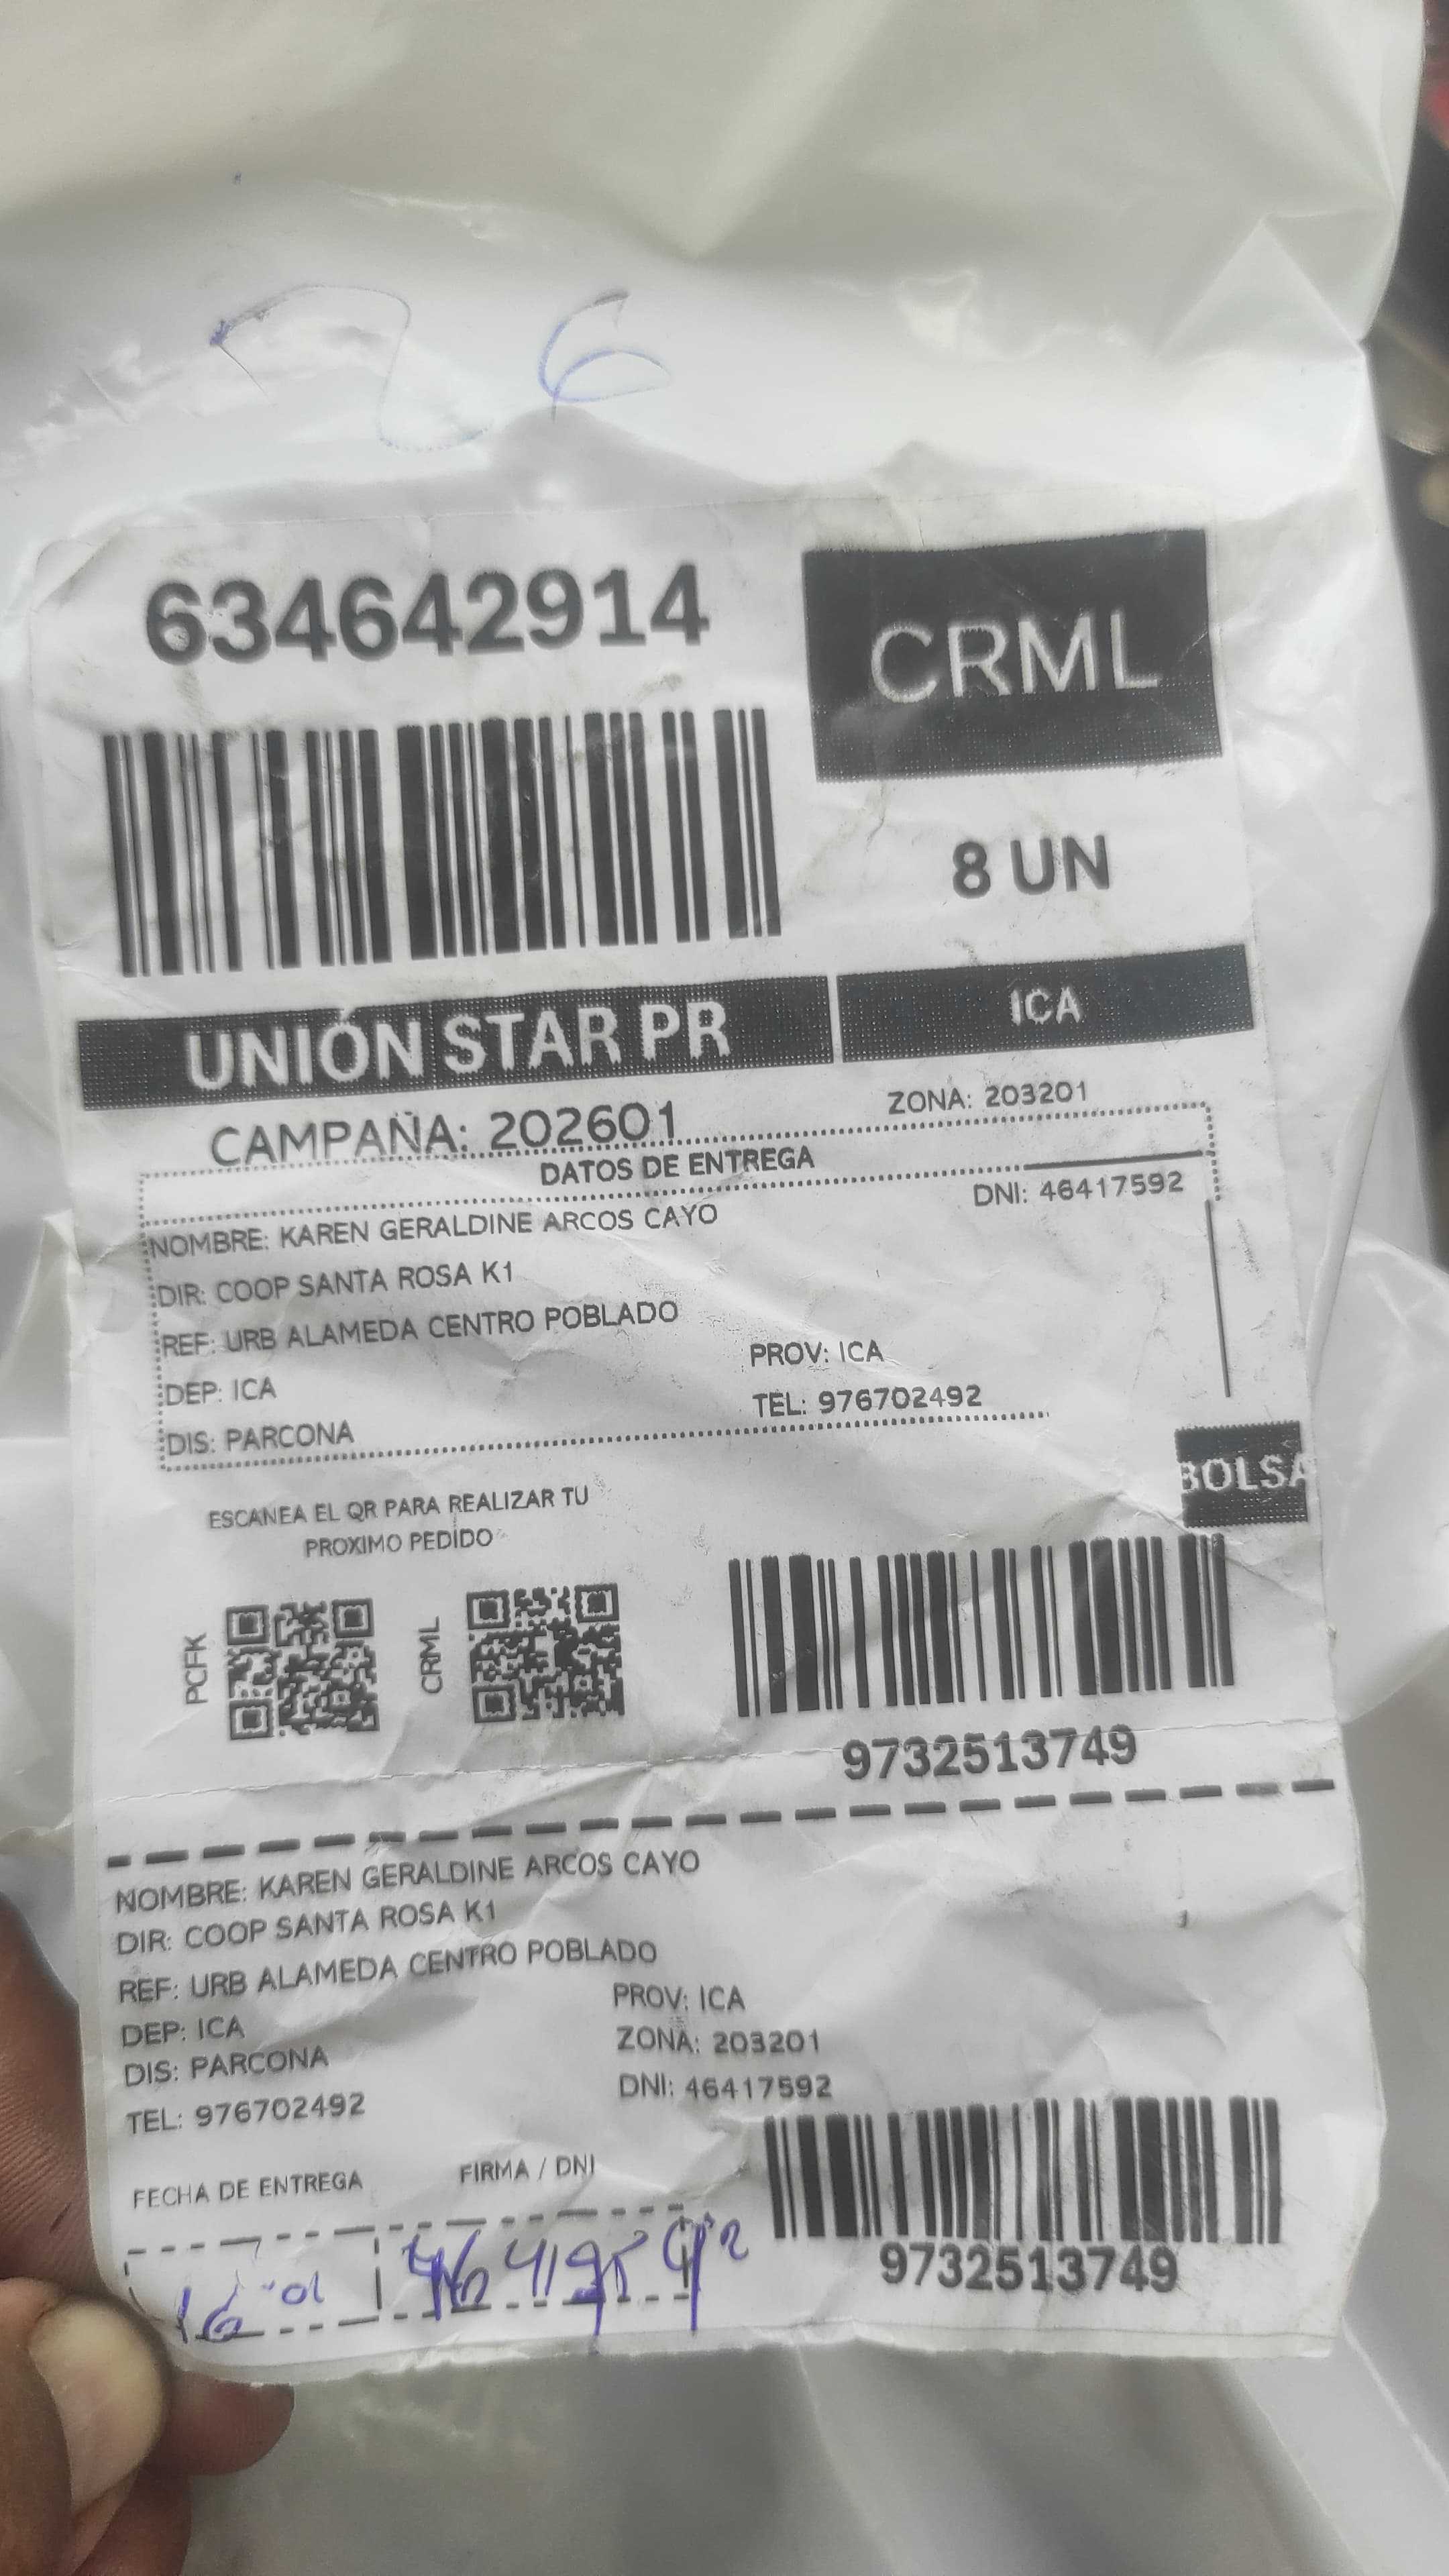 26
634642914
CRML
8 UN
UNIÓN STAR PR
ICA
CAMPAÑA: 202601
ZONA: 203201
DATOS DE ENTREGA
NOMBRE: KAREN GERALDINE ARCOS CAYO
DNI: 46417592
DIR: COOP SANTA ROSA K1
REF: URB ALAMEDA CENTRO POBLADO
DEP: ICA
PROV: ICA
DIS: PARCONA
TEL: 976702492
BOLSA
ESCANEA EL QR PARA REALIZAR TU
PROXIMO PEDIDO
PCFK
CRML
9732513749
NOMBRE: KAREN GERALDINE ARCOS CAYO
DIR: COOP SANTA ROSA K1
REF: URB ALAMEDA CENTRO POBLADO
DEP: ICA
PROV: ICA
DIS: PARCONA
ZONA: 203201
TEL: 976702492
DNI: 46417592
FECHA DE ENTREGA
FIRMA / DNI
16-01
9732513749